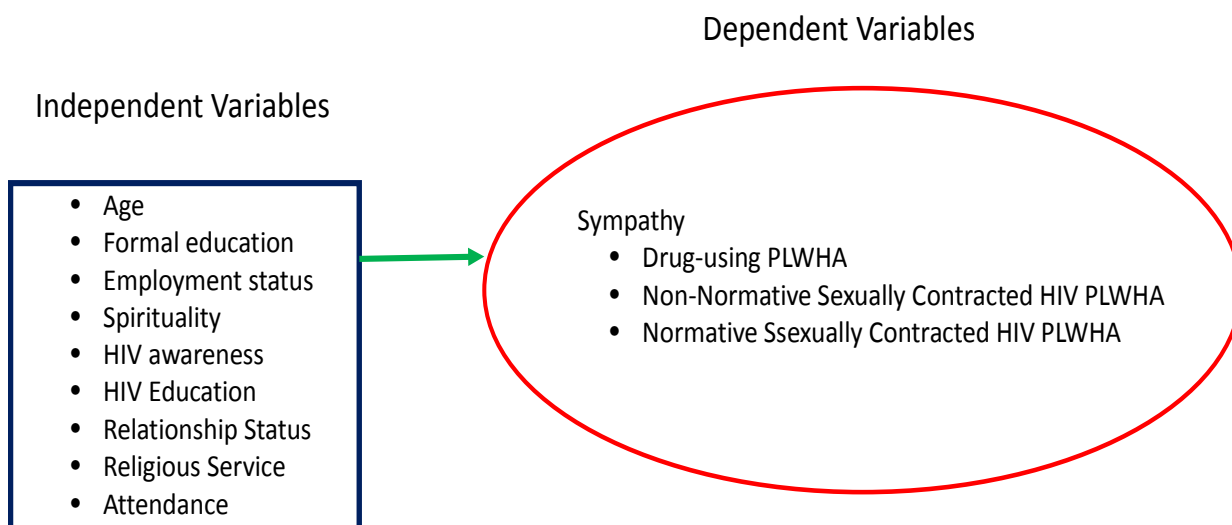 Dependent Variables
Independent Variables
• Age
• Formal education
• Employment status
• Spirituality
• HIV awareness
• HIV Education
• Relationship Status
• Religious Service
• Attendance
Sympathy
• Drug-using PLWHA
• Non-Normative Sexually Contracted HIV PLWHA
• Normative Ssexually Contracted HIV PLWHA